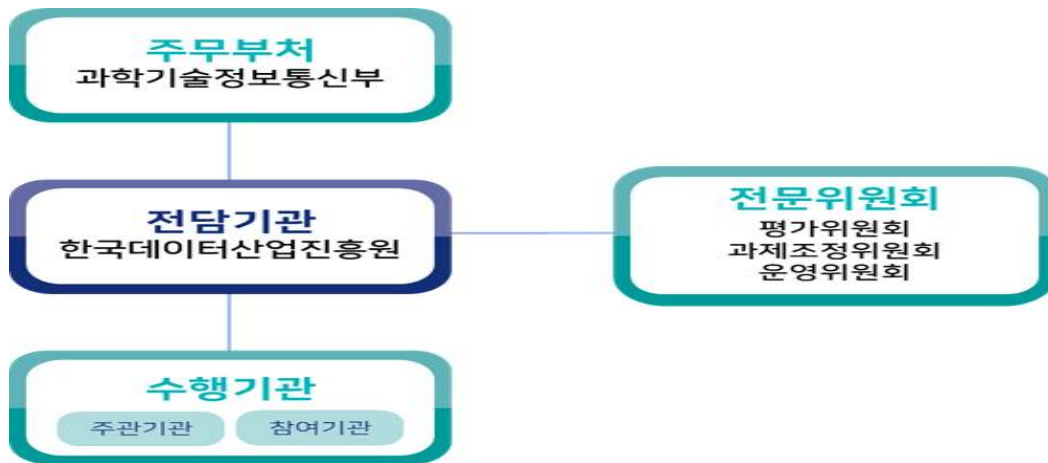 주무부처
과학기술정보통신부
전담기관
한국데이터산업진흥원
전문위원회
평가위원회
과제조정위원회
운영위원회
수행기관
주관기관 참여기관